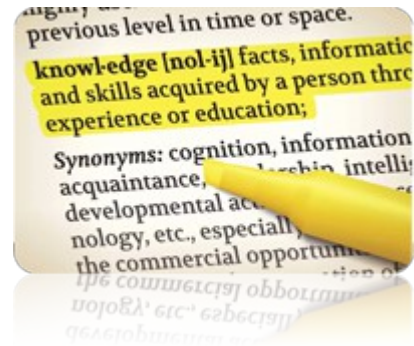 previous level in time or space.
knowl·edge [nol-ij] facts, informatio
and skills acquired by a person thro
experience or education;
Synonyms: cognition, information
acquaintance,
developmental
nology, etc., especially
the commercial opportun